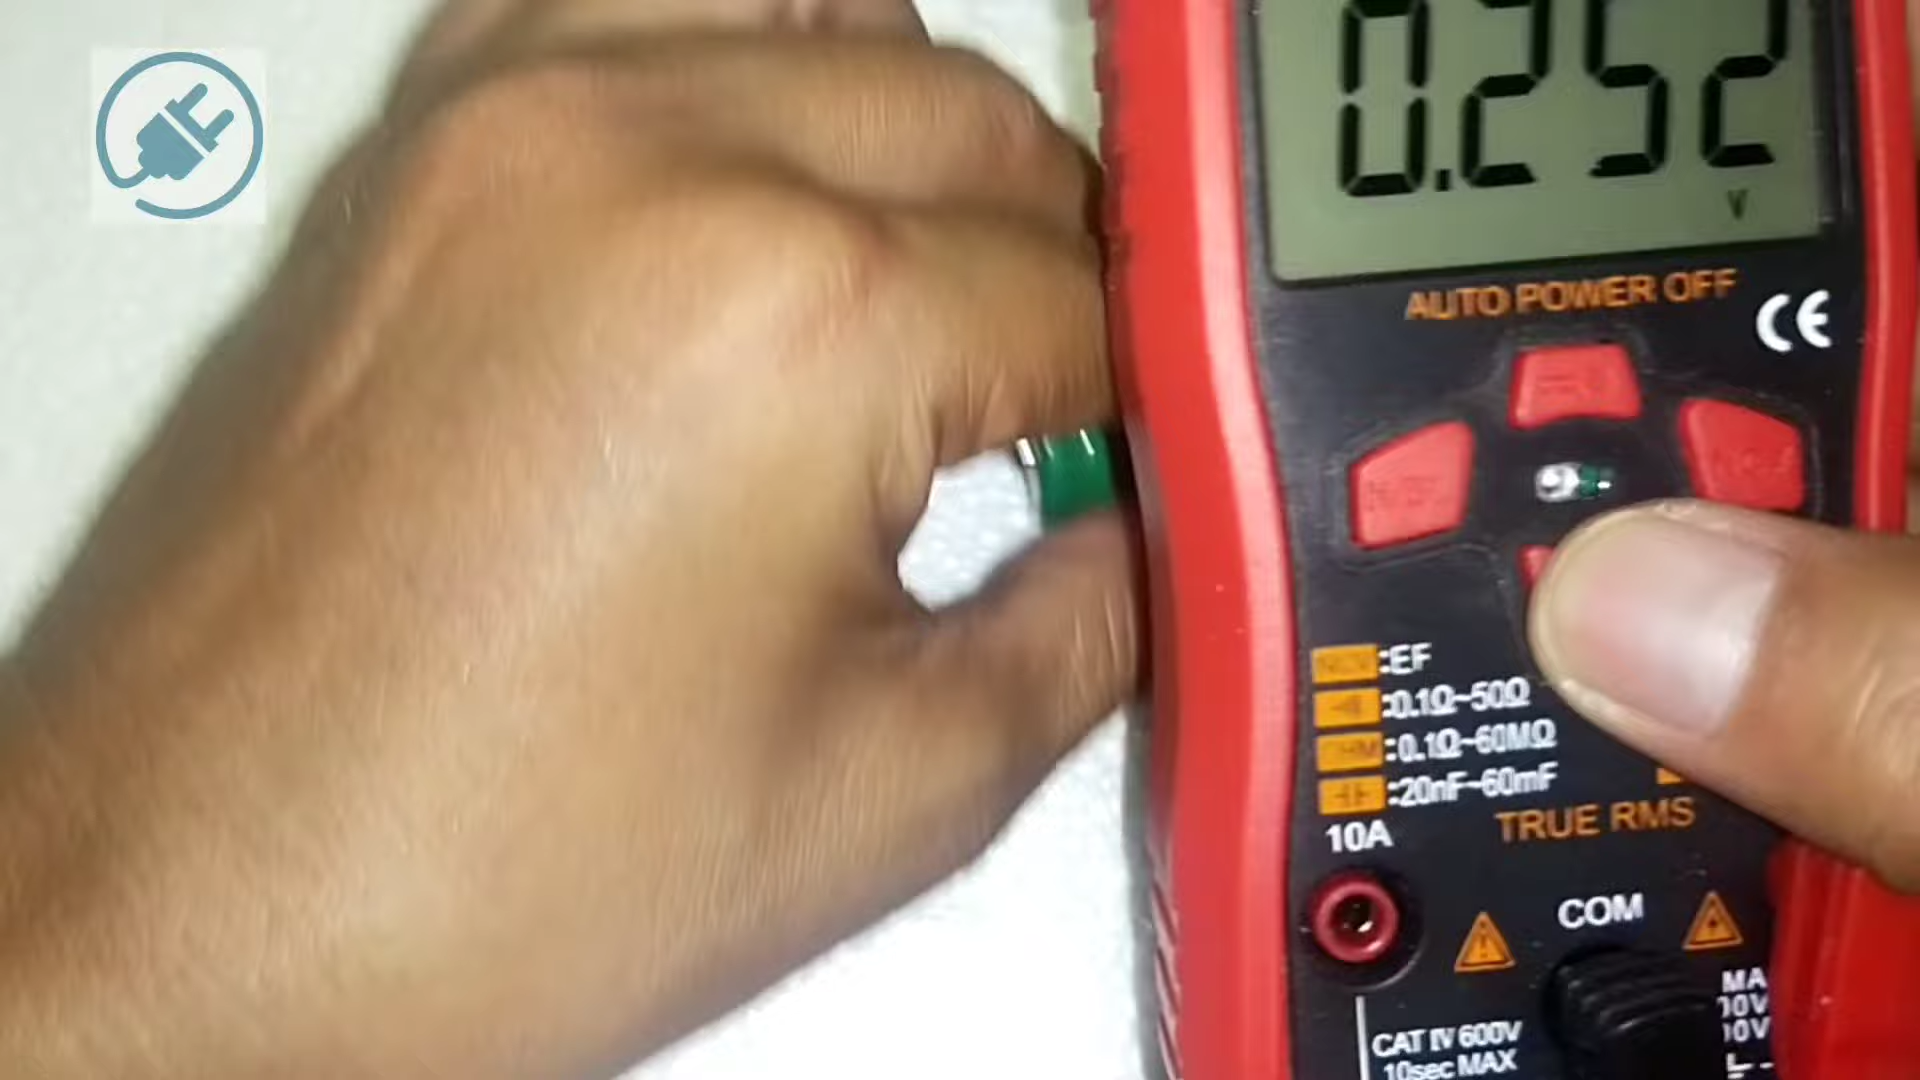 0.252
V
AUTO POWER OFF
CE
:EF
:0.1Ω~50Ω
:0.1Ω~60MΩ
:20nF~60mF
TRUE RMS
10A
COM
CAT IV 600V
10sec MAX